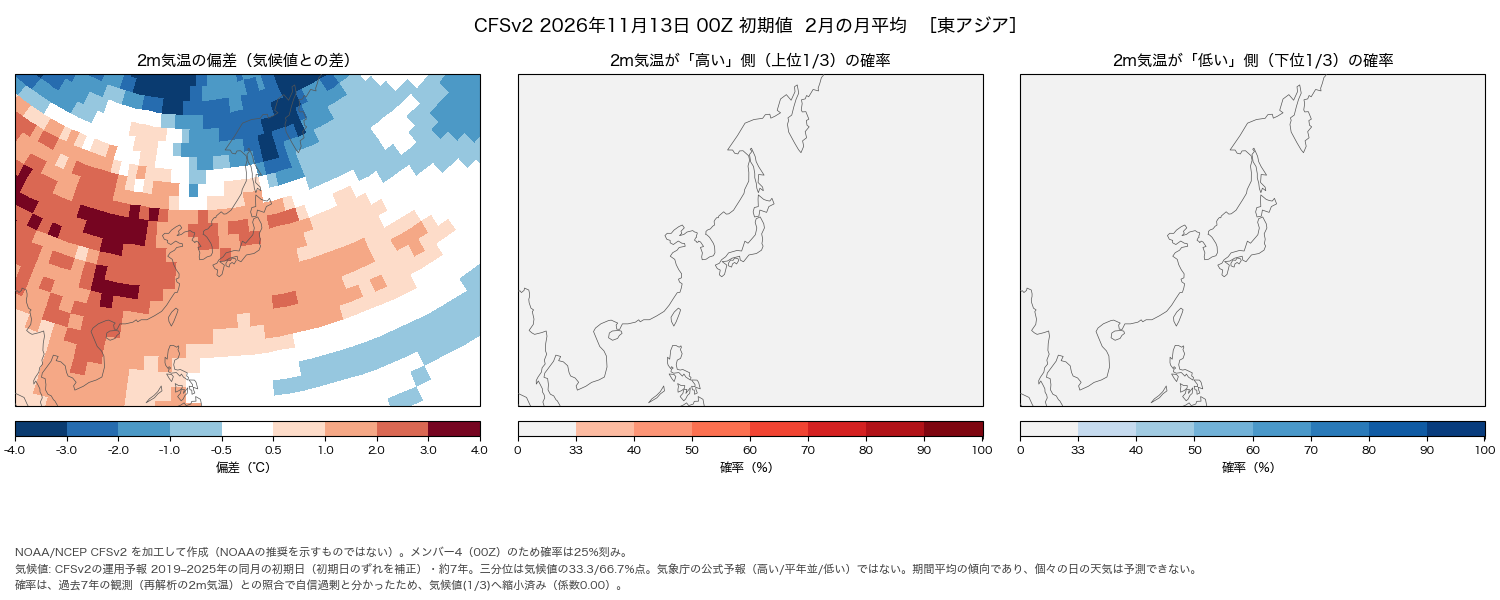 CFSv2 2026年11月13日 00Z 初期値 2月の月平均 ［東アジア］
2m気温の偏差（気候値との差）
2m気温が「高い」側（上位1/3）の確率
2m気温が「低い」側（下位1/3）の確率
-4.0 -3.0 -2.0 -1.0 -0.5 0.5 1.0 2.0 3.0 4.0
偏差（℃）
0 33 40 50 60 70 80 90 100
確率（%）
0 33 40 50 60 70 80 90 100
確率（%）
NOAA/NCEP CFSv2 を加工して作成（NOAAの推奨を示すものではない）。メンバー4（00Z）のため確率は25%刻み。
気候値: CFSv2の運用予報 2019–2025年の同月の初期日（初期日のずれを補正）・約7年。三分位は気候値の33.3/66.7%点。気象庁の公式予報（高い/平年並/低い）ではない。期間平均の傾向であり、個々の日の天気は予測できない。
確率は、過去7年の観測（再解析の2m気温）との照合で自信過剰と分かったため、気候値(1/3)へ縮小済み（係数0.00）。